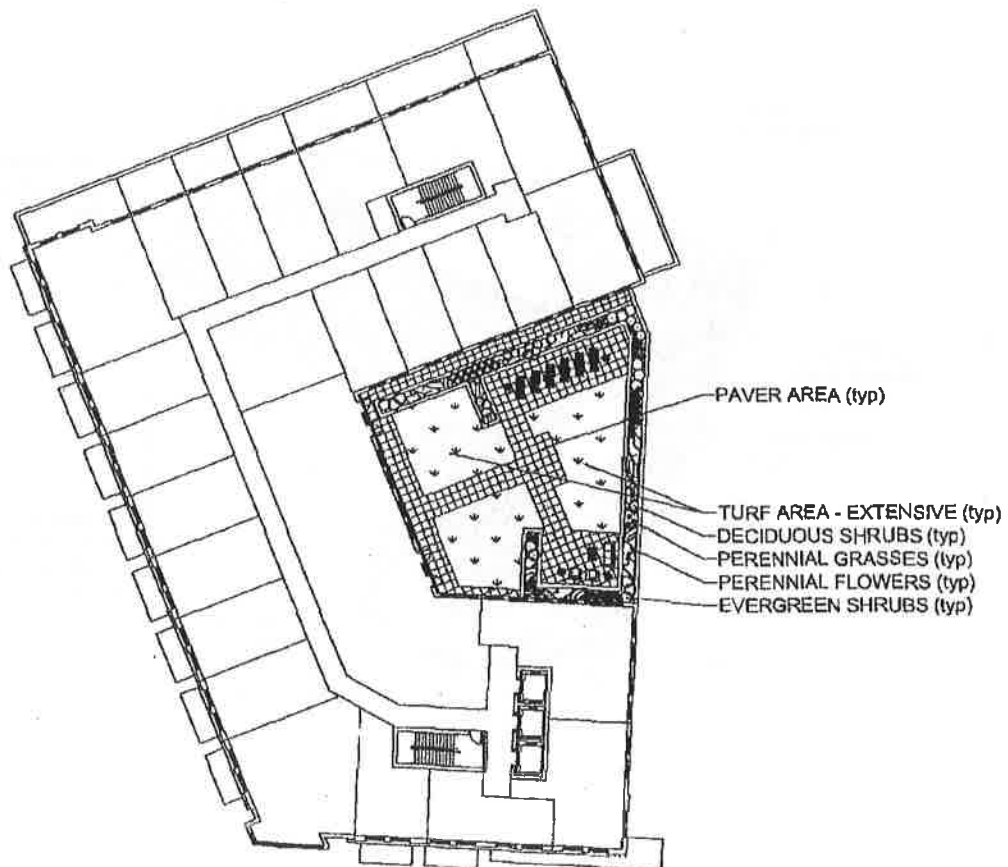 PAVER AREA (typ)
TURF AREA - EXTENSIVE (typ)
DECIDUOUS SHRUBS (typ)
PERENNIAL GRASSES (typ)
PERENNIAL FLOWERS (typ)
EVERGREEN SHRUBS (typ)